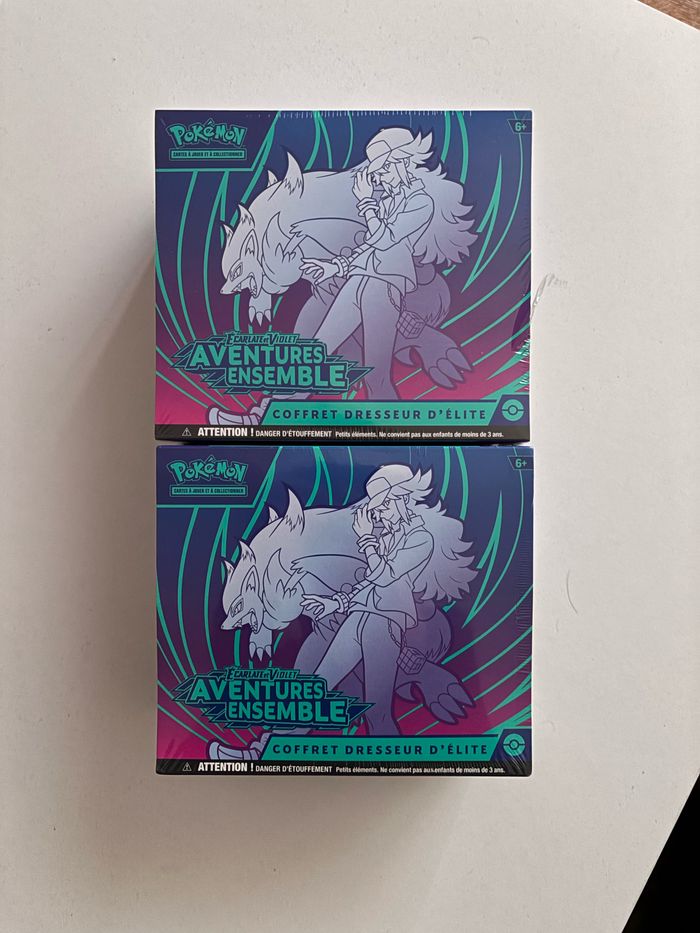 POKéMON
CARTES À JOUER ET À COLLECTIONNER
6+
ÉCARLATE ET VIOLET
AVENTURES
ENSEMBLE
COFFRET DRESSEUR D'ÉLITE
ATTENTION ! DANGER D'ÉTOUFFEMENT Petits éléments. Ne convient pas aux enfants de moins de 3 ans.
POKéMON
CARTES À JOUER ET À COLLECTIONNER
6+
ÉCARLATE ET VIOLET
AVENTURES
ENSEMBLE
COFFRET DRESSEUR D'ÉLITE
ATTENTION ! DANGER D'ÉTOUFFEMENT Petits éléments. Ne convient pas aux enfants de moins de 3 ans.